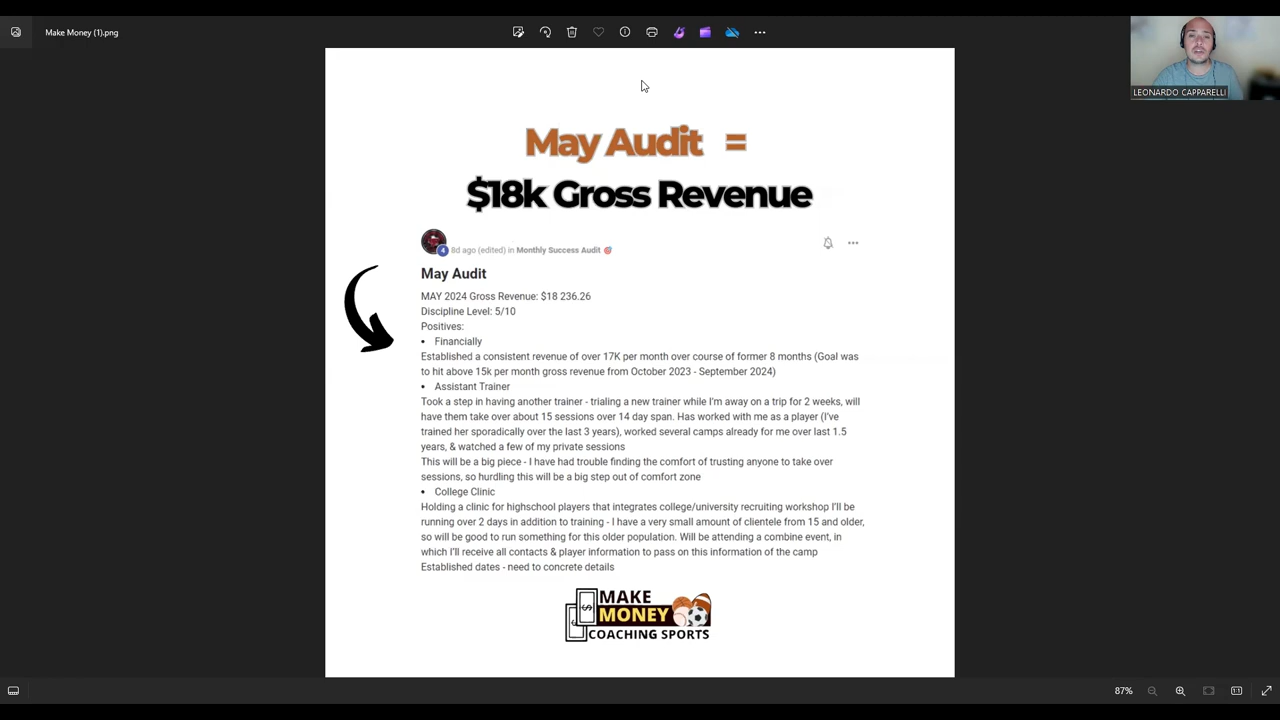 Make Money (1).png
LEONARDO CAPPARELLI
May Audit =
$18k Gross Revenue
4
8d ago (edited) in Monthly Success Audit 🎯
May Audit
MAY 2024 Gross Revenue: $18 236.26
Discipline Level: 5/10
Positives:
• Financially
Established a consistent revenue of over 17K per month over course of former 8 months (Goal was
to hit above 15k per month gross revenue from October 2023 - September 2024)
• Assistant Trainer
Took a step in having another trainer - trialing a new trainer while I'm away on a trip for 2 weeks, will
have them take over about 15 sessions over 14 day span. Has worked with me as a player (I've
trained her sporadically over the last 3 years), worked several camps already for me over last 1.5
years, & watched a few of my private sessions
This will be a big piece - I have had trouble finding the comfort of trusting anyone to take over
sessions, so hurdling this will be a big step out of comfort zone
• College Clinic
Holding a clinic for highschool players that integrates college/university recruiting workshop I'll be
running over 2 days in addition to training - I have a very small amount of clientele from 15 and older,
so will be good to run something for this older population. Will be attending a combine event, in
which I'll receive all contacts & player information to pass on this information of the camp
Established dates - need to concrete details
MAKE
MONEY
COACHING SPORTS
87%